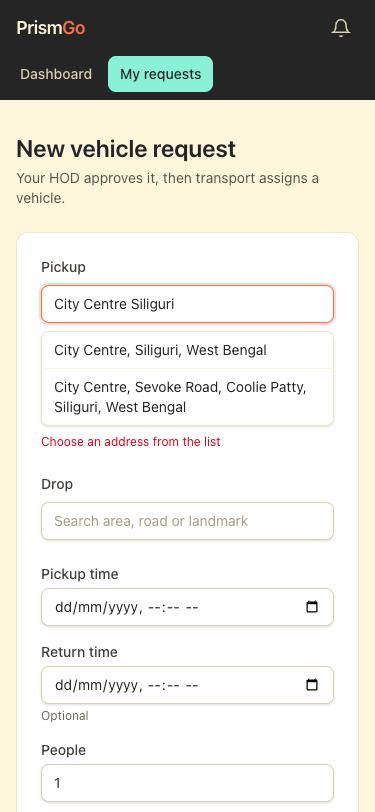 PrismGo
Dashboard
My requests
New vehicle request
Your HOD approves it, then transport assigns a
vehicle.
Pickup
City Centre Siliguri
City Centre, Siliguri, West Bengal
City Centre, Sevoke Road, Coolie Patty,
Siliguri, West Bengal
Choose an address from the list
Drop
Search area, road or landmark
Pickup time
dd/mm/yyyy, --:-- --
Return time
dd/mm/yyyy, --:-- --
Optional
People
1